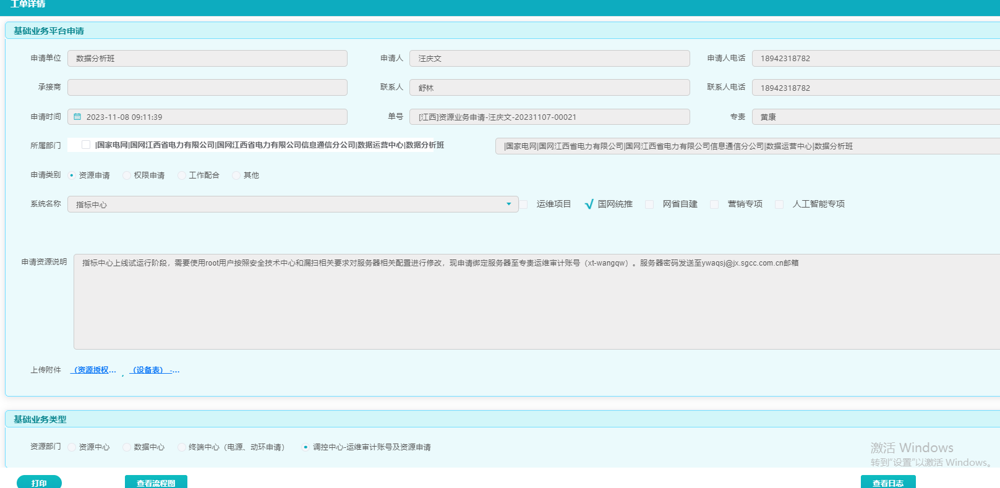 工单详情
基础业务平台申请
申请单位 数据分析班 申请人 汪庆文 申请人电话 18942318782
承接商 联系人 舒林 联系人电话 18942318782
申请时间 2023-11-08 09:11:39 单号 [江西]资源业务申请-汪庆文-20231107-00021 专责 黄康
所属部门 |国家电网|国网江西省电力有限公司|国网江西省电力有限公司信息通信分公司|数据运营中心|数据分析班 |国家电网|国网江西省电力有限公司|国网江西省电力有限公司信息通信分公司|数据运营中心|数据分析班
申请类别 资源申请 权限申请 工作配合 其他
系统名称 指标中心 运维项目 国网统推 网省自建 营销专项 人工智能专项
申请资源说明 指标中心上线试运行阶段，需要使用root用户按照安全技术中心和漏扫相关要求对服务器相关配置进行修改，现申请绑定服务器至专责运维审计账号（xt-wangqw）。服务器密码发送至ywaqsj@jx.sgcc.com.cn邮箱
上传附件 （资源授权... , （设备表） -...
基础业务类型
资源部门 资源中心 数据中心 终端中心（电源、动环申请） 调控中心-运维审计账号及资源申请
激活 Windows
转到"设置"以激活 Windows。
打印 查看流程图 查看日志